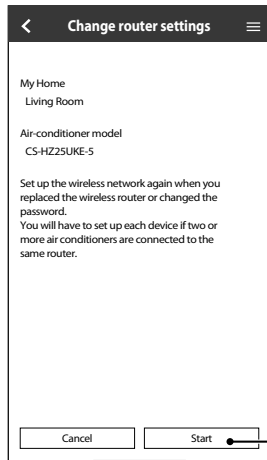 Change router settings
My Home
Living Room
Air-conditioner model
CS-HZ25UKE-5
Set up the wireless network again when you
replaced the wireless router or changed the
password.
You will have to set up each device if two or
more air conditioners are connected to the
same router.
Cancel
Start